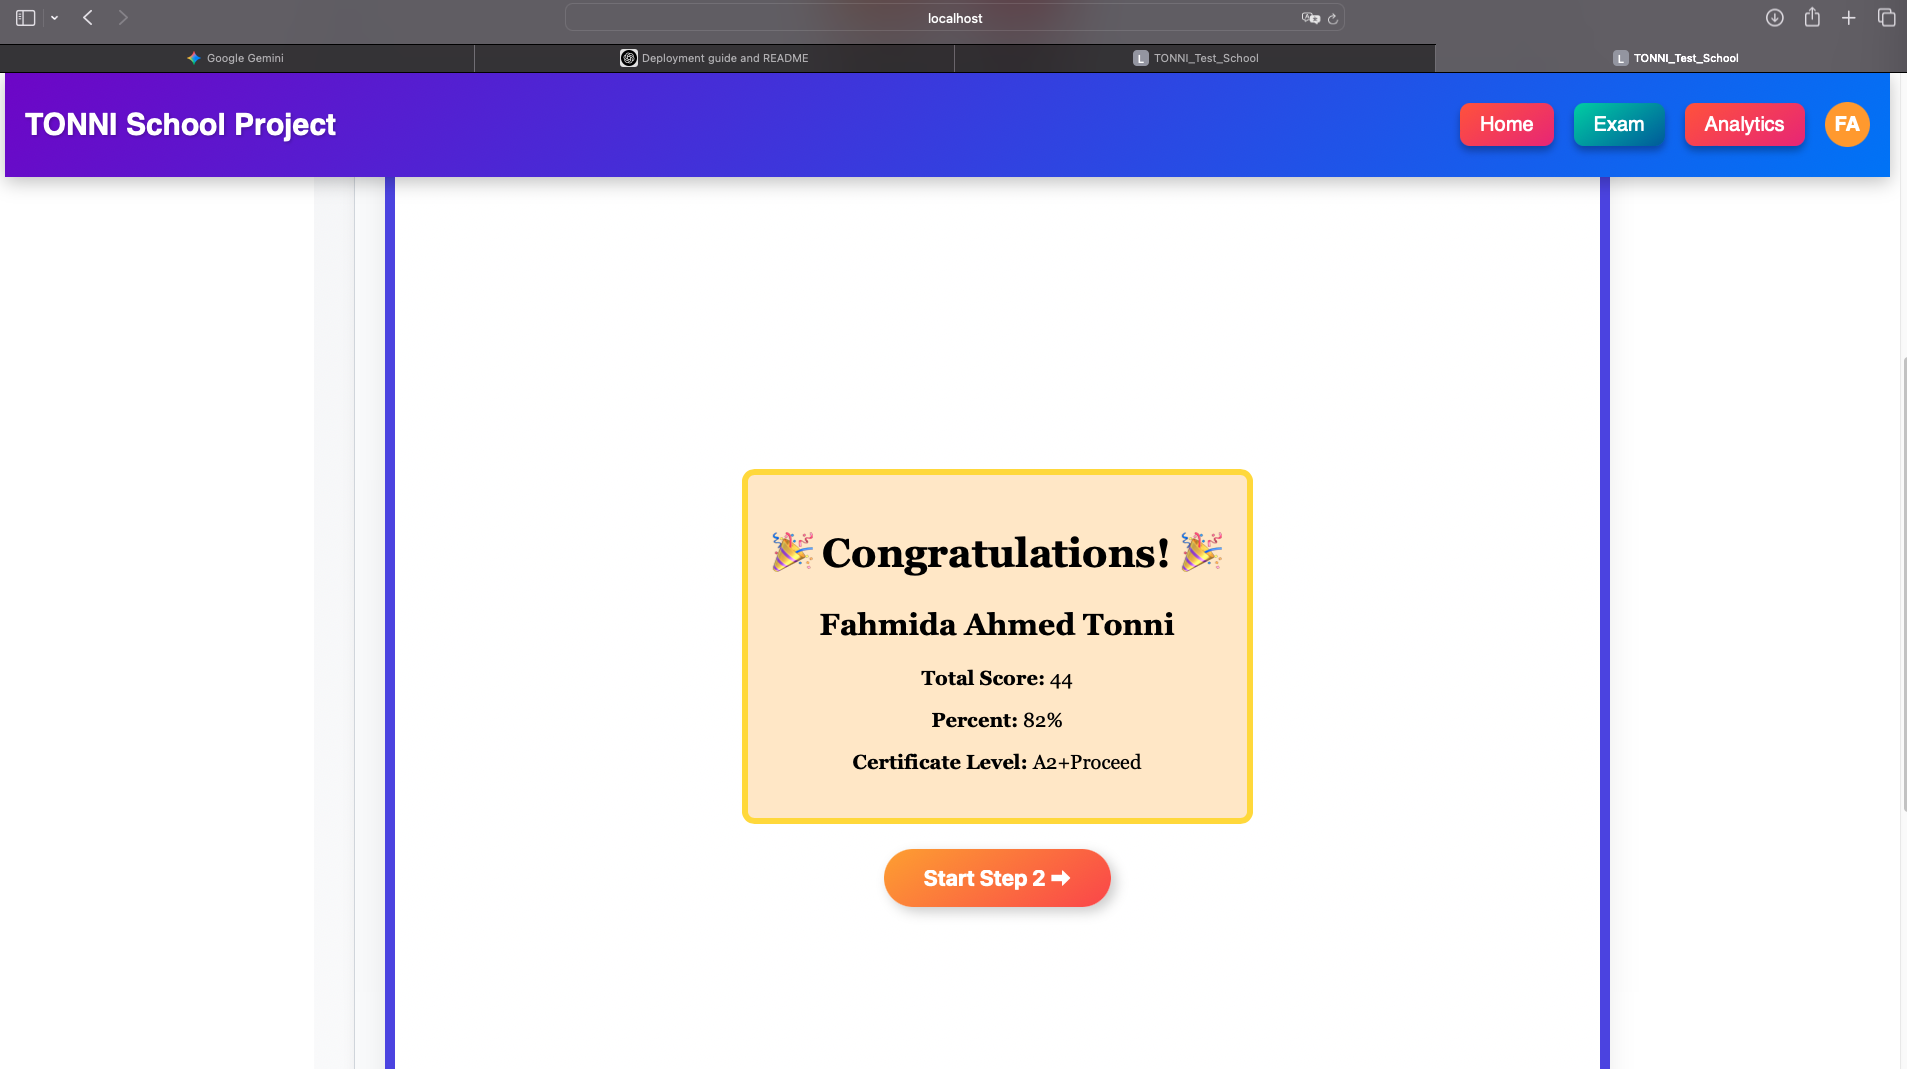 localhost
Google Gemini
Deployment guide and README
L TONNI_Test_School
L TONNI_Test_School
TONNI School Project
Home
Exam
Analytics
FA
🎉 Congratulations! 🎉
Fahmida Ahmed Tonni
Total Score: 44
Percent: 82%
Certificate Level: A2+Proceed
Start Step 2 ➡